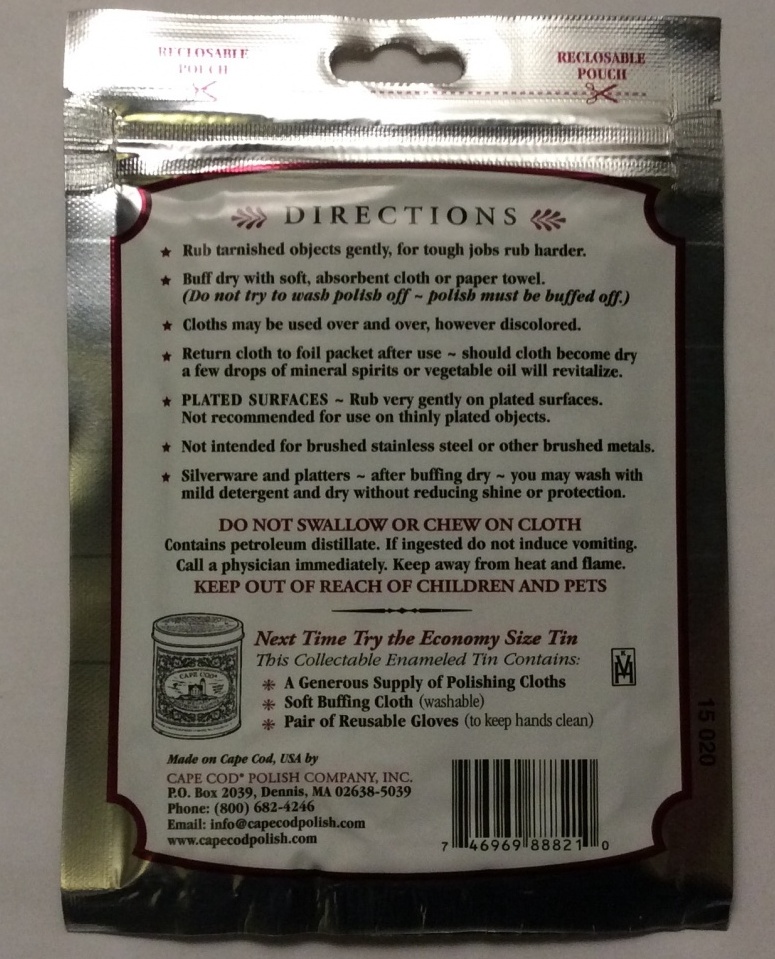 RECLOSABLE
POUCH
RECLOSABLE
POUCH
DIRECTIONS
★ Rub tarnished objects gently, for tough jobs rub harder.
★ Buff dry with soft, absorbent cloth or paper towel.
(Do not try to wash polish off ~ polish must be buffed off.)
★ Cloths may be used over and over, however discolored.
★ Return cloth to foil packet after use ~ should cloth become dry
a few drops of mineral spirits or vegetable oil will revitalize.
★ PLATED SURFACES ~ Rub very gently on plated surfaces.
Not recommended for use on thinly plated objects.
★ Not intended for brushed stainless steel or other brushed metals.
★ Silverware and platters ~ after buffing dry ~ you may wash with
mild detergent and dry without reducing shine or protection.
DO NOT SWALLOW OR CHEW ON CLOTH
Contains petroleum distillate. If ingested do not induce vomiting.
Call a physician immediately. Keep away from heat and flame.
KEEP OUT OF REACH OF CHILDREN AND PETS
Next Time Try the Economy Size Tin
This Collectable Enameled Tin Contains:
A Generous Supply of Polishing Cloths
Soft Buffing Cloth (washable)
Pair of Reusable Gloves (to keep hands clean)
CAPE COD®
Made on Cape Cod, USA by
CAPE COD® POLISH COMPANY, INC.
P.O. Box 2039, Dennis, MA 02638-5039
Phone: (800) 682-4246
Email: info@capecodpolish.com
www.capecodpolish.com
7 46969 88821 0
15 020